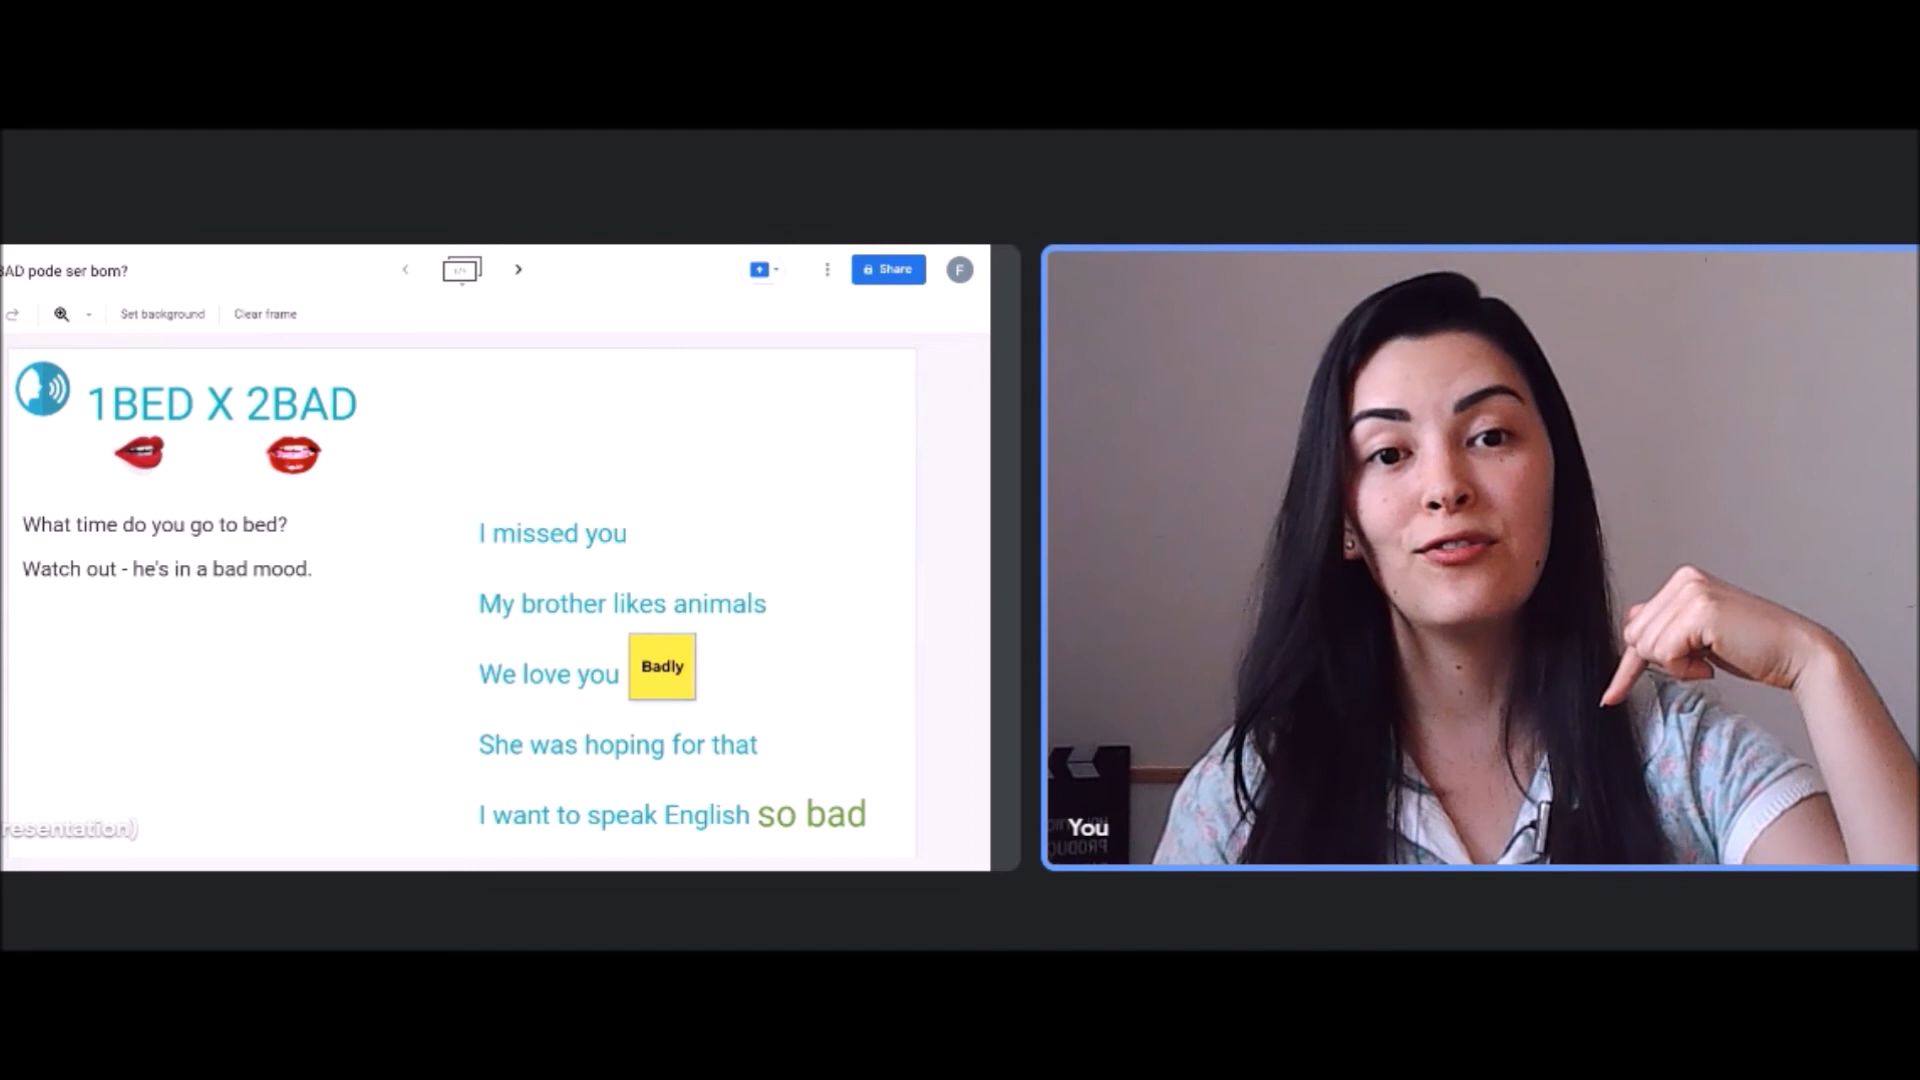 BAD pode ser bom?
Share
F
Set background
Clear frame
1BED X 2BAD
What time do you go to bed?
Watch out - he's in a bad mood.
I missed you
My brother likes animals
We love you
Badly
She was hoping for that
I want to speak English so bad
resentation)
You